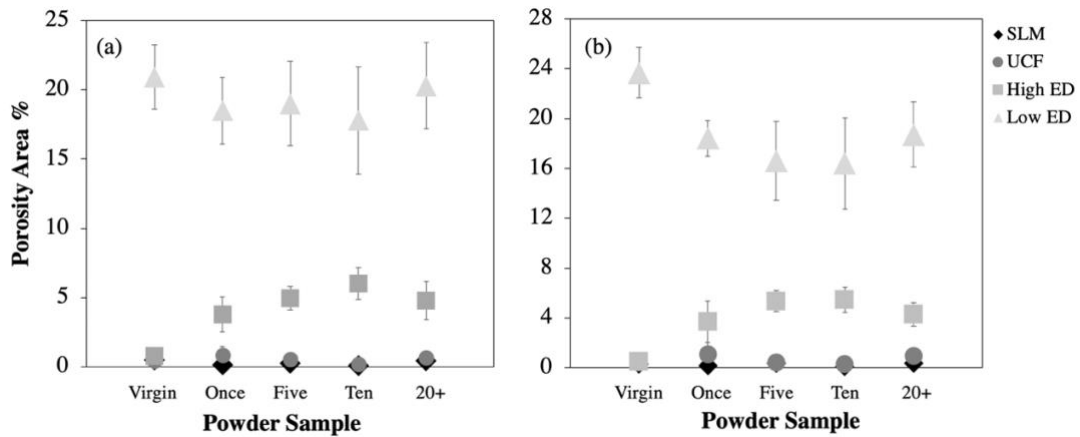 (a)
Porosity Area %
25
20
15
10
5
0
Virgin Once Five Ten 20+
Powder Sample
(b)
28
24
20
16
12
8
4
0
Virgin Once Five Ten 20+
Powder Sample
SLM
UCF
High ED
Low ED